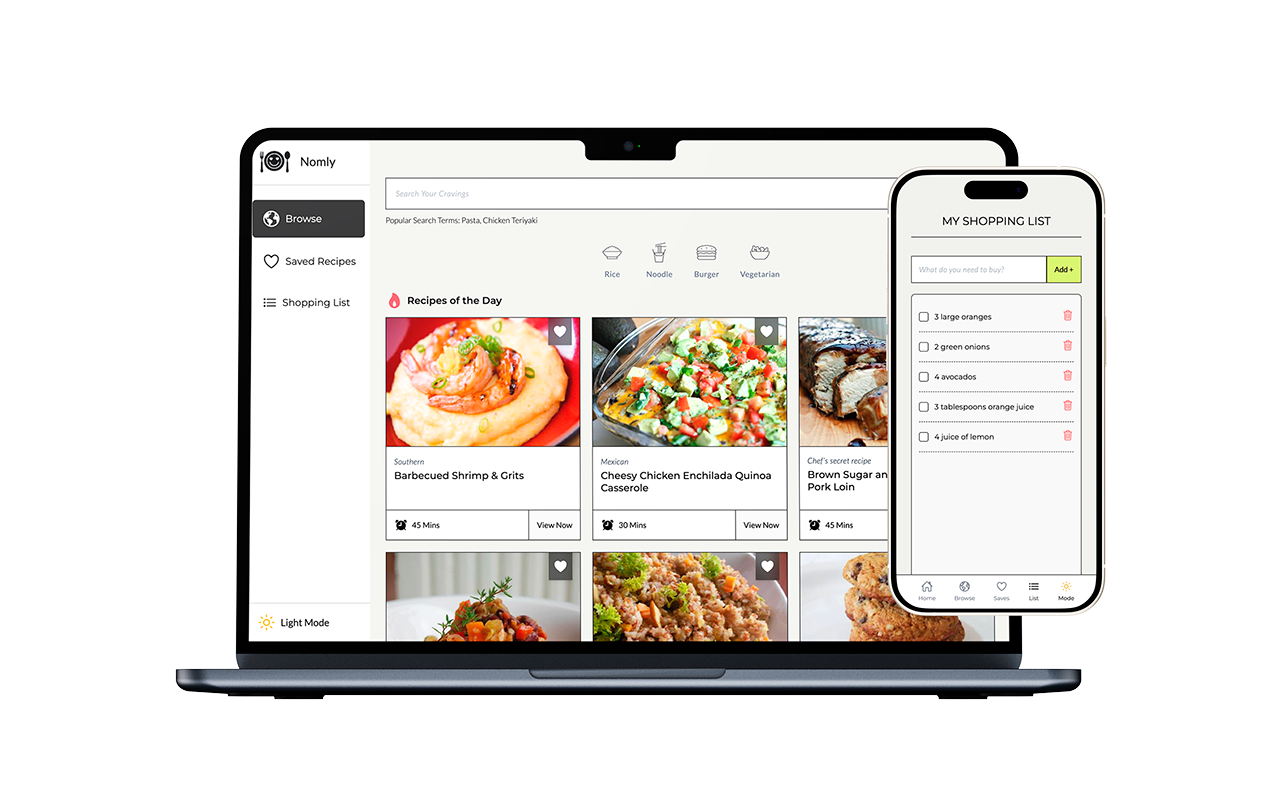 Nomly
Browse
Saved Recipes
Shopping List
Light Mode
Search Your Cravings
Popular Search Terms: Pasta, Chicken Teriyaki
Rice
Noodle
Burger
Vegetarian
Recipes of the Day
Southern
Barbecued Shrimp & Grits
45 Mins
View Now
Mexican
Cheesy Chicken Enchilada Quinoa
Casserole
30 Mins
View Now
Chef's secret recipe
Brown Sugar an
Pork Loin
45 Mins
MY SHOPPING LIST
What do you need to buy?
Add +
3 large oranges
2 green onions
4 avocados
3 tablespoons orange juice
4 juice of lemon
Home
Browse
Saves
List
Mode